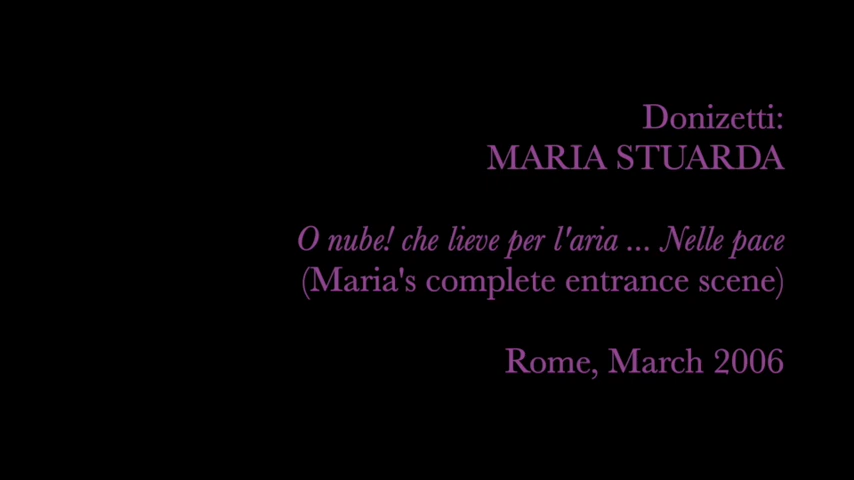 Donizetti:
MARIA STUARDA
O nube! che lieve per l'aria ... Nelle pace
(Maria's complete entrance scene)
Rome, March 2006